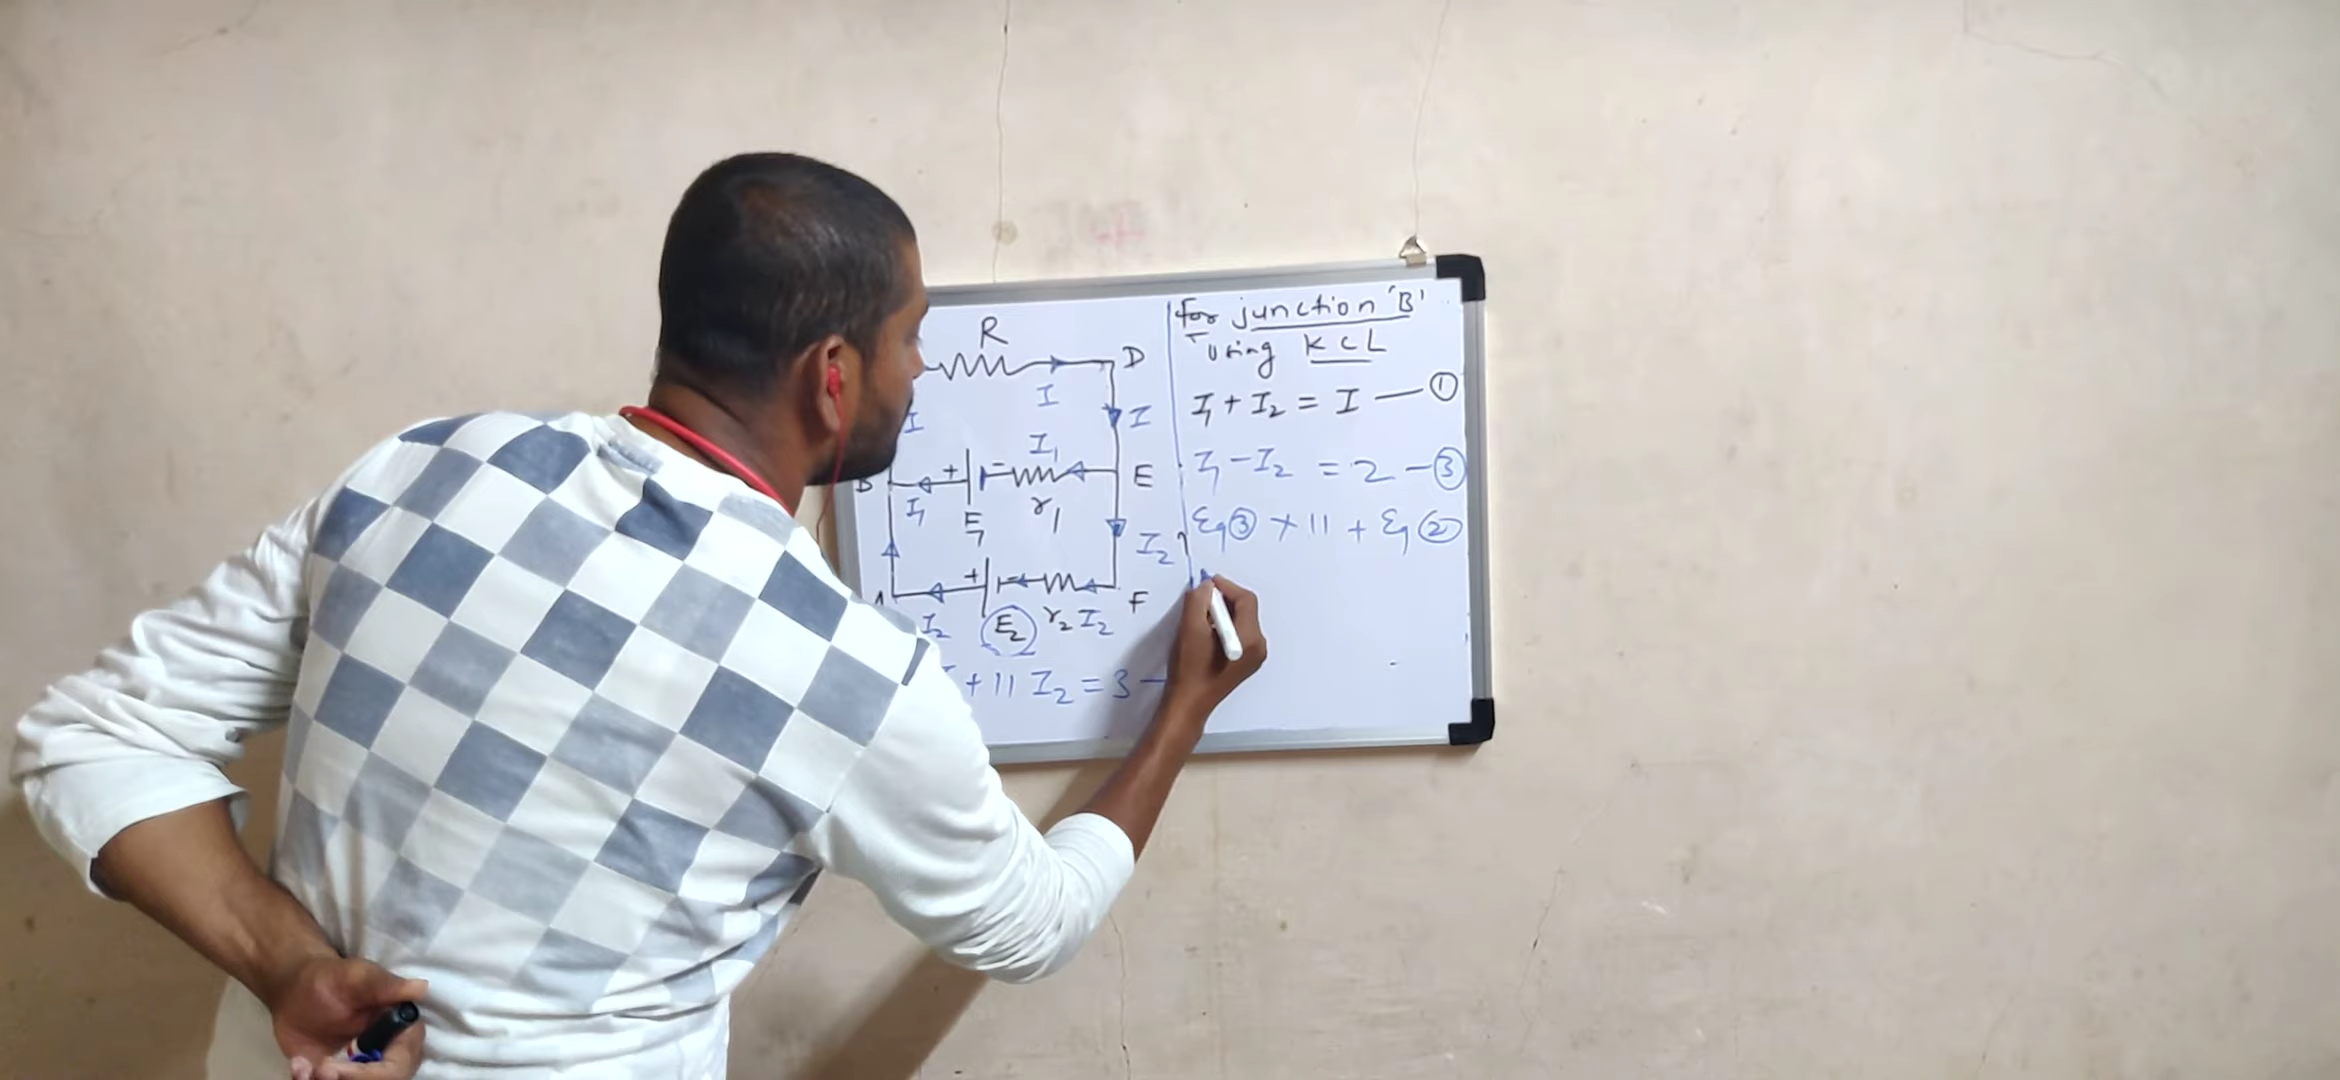 R
D
I
I
I
I₁
B
+
-
E
I₁
E₁
r₁
I₂
+
-
F
I₂
E₂
r₂
I₂
+ 11 I₂ = 3 —
For junction 'B'
Using KCL
I₁ + I₂ = I — ①
I₁ - I₂ = 2 — ③
Eq ③ × 11 + Eq ②